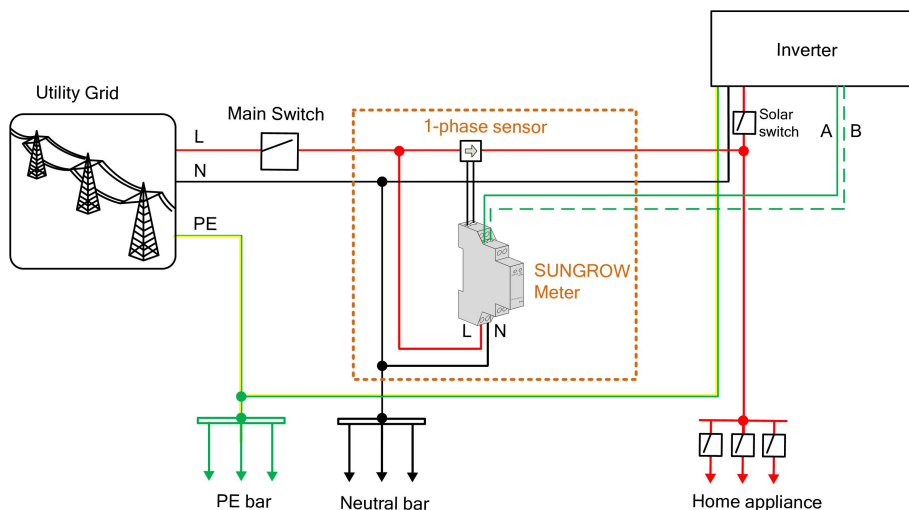 Inverter
Utility Grid
Main Switch
1-phase sensor
Solar
switch
L
A
B
N
PE
SUNGROW
Meter
L
N
PE bar
Neutral bar
Home appliance